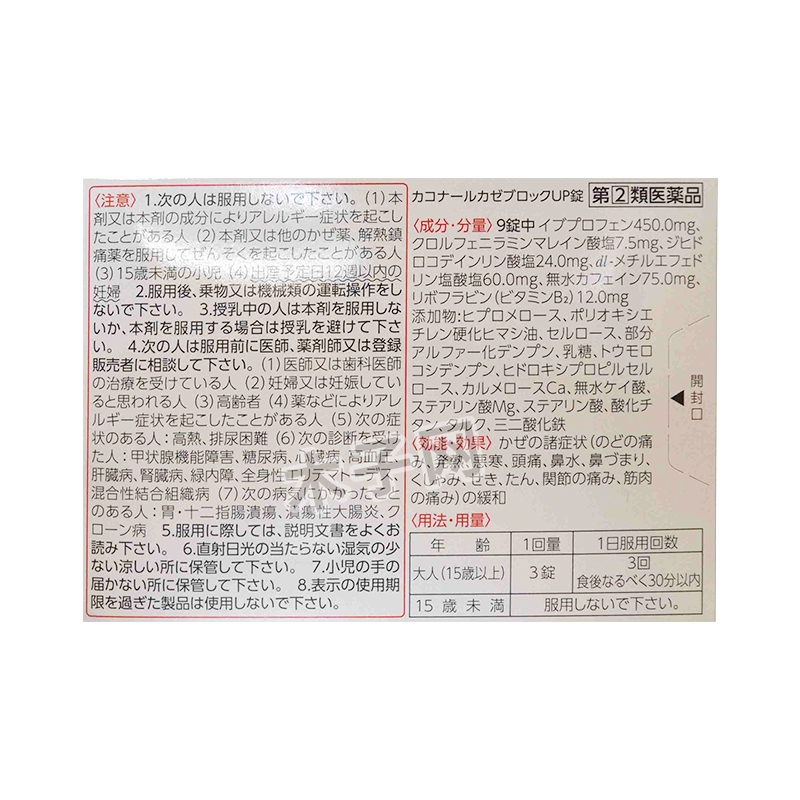 〈注意〉 1.次の人は服用しないで下さい。(1)本
剤又は本剤の成分によりアレルギー症状を起こし
たことがある人 (2)本剤又は他のかぜ薬、解熱鎮
痛薬を服用してぜんそくを起こしたことがある人
(3)15歳未満の小児 (4)出産予定日12週以内の
妊婦 2.服用後、乗物又は機械類の運転操作をし
ないで下さい。 3.授乳中の人は本剤を服用しな
いか、本剤を服用する場合は授乳を避けて下さい。
4.次の人は服用前に医師、薬剤師又は登録
販売者に相談して下さい。(1)医師又は歯科医師
の治療を受けている人 (2)妊婦又は妊娠してい
ると思われる人 (3)高齢者 (4)薬などによりアレ
ルギー症状を起こしたことがある人 (5)次の症
状のある人：高熱、排尿困難 (6)次の診断を受け
た人：甲状腺機能障害、糖尿病、心臓病、高血圧、
肝臓病、腎臓病、緑内障、全身性エリテマトーデス、
混合性結合組織病 (7)次の病気にかかったこと
のある人：胃・十二指腸潰瘍、潰瘍性大腸炎、ク
ローン病 5.服用に際しては、説明文書をよくお
読み下さい。 6.直射日光の当たらない湿気の少
ない涼しい所に保管して下さい。 7.小児の手の
届かない所に保管して下さい。 8.表示の使用期
限を過ぎた製品は使用しないで下さい。
カコナールカゼブロックUP錠 第②類医薬品
〈成分・分量〉 9錠中 イブプロフェン450.0mg、
クロルフェニラミンマレイン酸塩7.5mg、ジヒド
ロコデインリン酸塩24.0mg、dl-メチルエフェド
リン塩酸塩60.0mg、無水カフェイン75.0mg、
リボフラビン(ビタミンB₂)12.0mg
添加物：ヒプロメロース、ポリオキシエ
チレン硬化ヒマシ油、セルロース、部分
アルファー化デンプン、乳糖、トウモロ
コシデンプン、ヒドロキシプロピルセル
ロース、カルメロースCa、無水ケイ酸、
ステアリン酸Mg、ステアリン酸、酸化チ
タン、タルク、三二酸化鉄
〈効能・効果〉 かぜの諸症状(のどの痛
み、発熱、悪寒、頭痛、鼻水、鼻づまり、
くしゃみ、せき、たん、関節の痛み、筋肉
の痛み)の緩和
〈用法・用量〉
年齢 1回量 1日服用回数
大人(15歳以上) 3錠 3回
食後なるべく30分以内
15歳未満 服用しないで下さい。
開封口